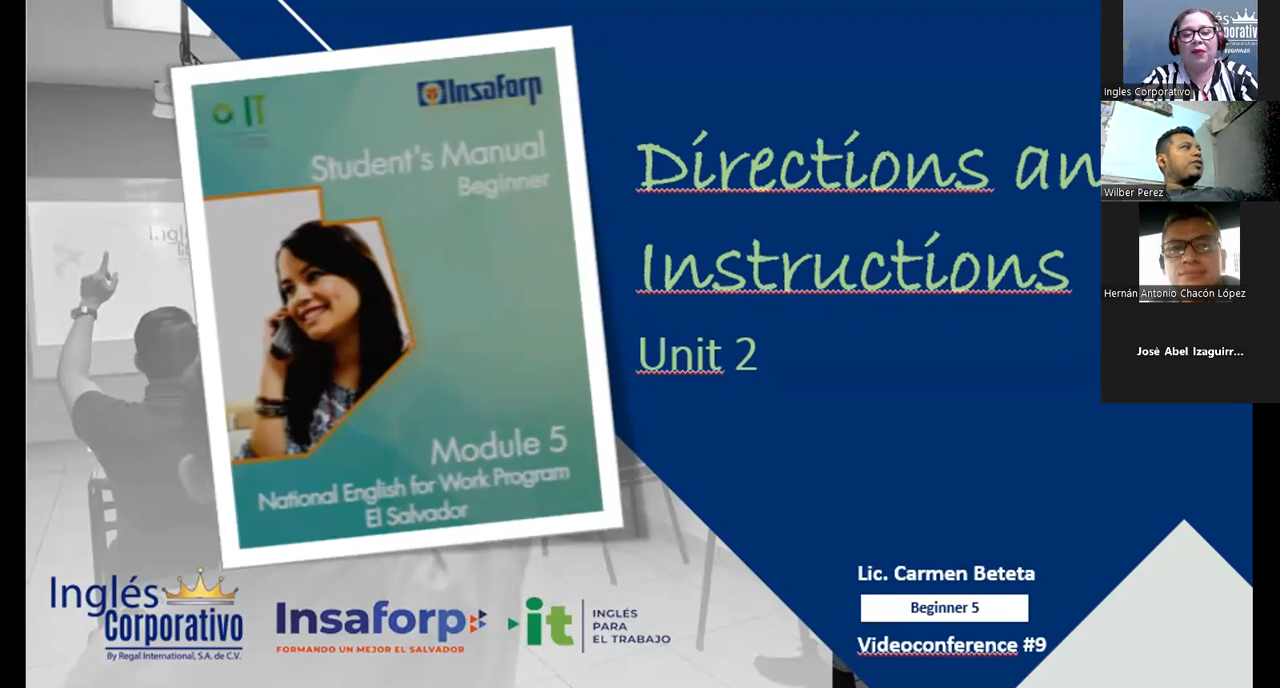 Insaforp
it
Student's Manual
Beginner
Module 5
National English for Work Program
El Salvador
Directions an
Instructions
Unit 2
Inglés
Corporativo
By Regal International, S.A. de C.V.
Insaforp
FORMANDO UN MEJOR EL SALVADOR
it
INGLÉS
PARA
EL TRABAJO
Lic. Carmen Beteta
Beginner 5
Videoconference #9
Ingles Corporativo
Wilber Perez
Hernán Antonio Chacón López
Josè Abel Izaguirr...